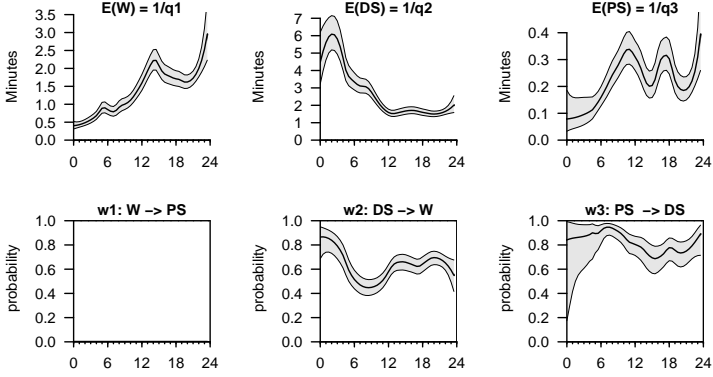 E(W) = 1/q1
E(DS) = 1/q2
E(PS) = 1/q3
Minutes
3.5
3.0
2.5
2.0
1.5
1.0
0.5
0.0
0 6 12 18 24
7
6
5
4
3
2
1
0
0 6 12 18 24
Minutes
0.4
0.3
0.2
0.1
0.0
0 6 12 18 24
w1: W −> PS
w2: DS −> W
w3: PS −> DS
probability
1.0
0.8
0.6
0.4
0.2
0.0
0 6 12 18 24
1.0
0.8
0.6
0.4
0.2
0.0
0 6 12 18 24
probability
1.0
0.8
0.6
0.4
0.2
0.0
0 6 12 18 24